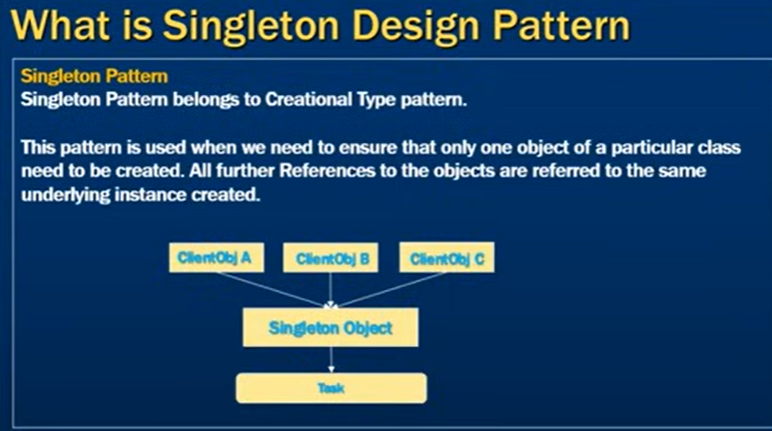 What is Singleton Design Pattern
Singleton Pattern
Singleton Pattern belongs to Creational Type pattern.
This pattern is used when we need to ensure that only one object of a particular class
need to be created. All further References to the objects are referred to the same
underlying instance created.
ClientObj A
ClientObj B
ClientObj C
Singleton Object
Task